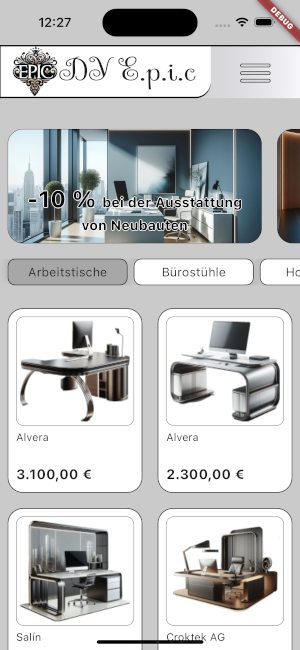 12:27
DEBUG
EPIC DV E.p.i.c
-10 % bei der Ausstattung
von Neubauten
Arbeitstische Bürostühle Ho
Alvera Alvera
3.100,00 € 2.300,00 €
Salín Croktek AG